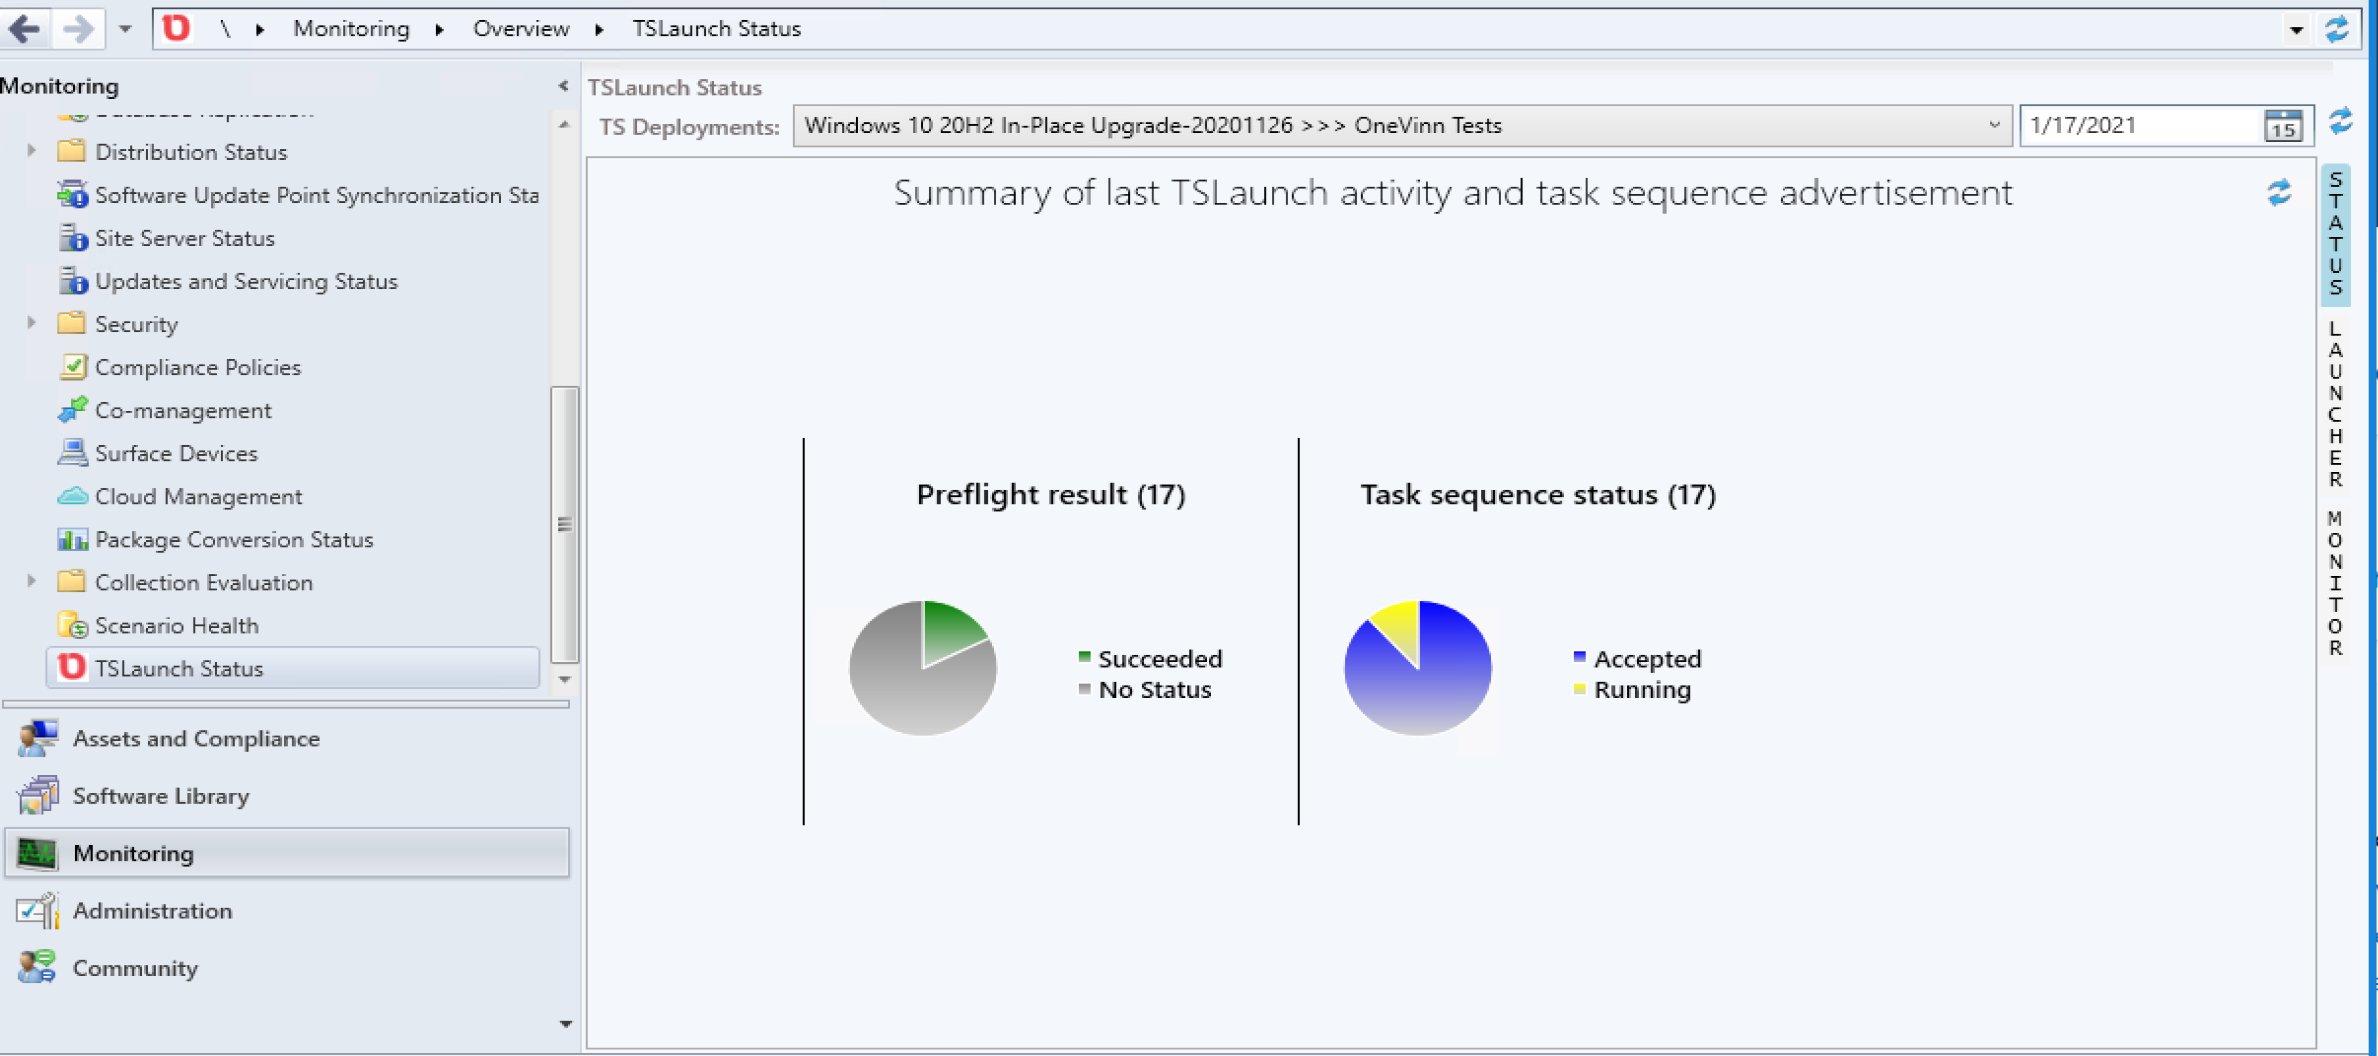 \ Monitoring Overview TSLaunch Status
Monitoring
Distribution Status
Software Update Point Synchronization Sta
Site Server Status
Updates and Servicing Status
Security
Compliance Policies
Co-management
Surface Devices
Cloud Management
Package Conversion Status
Collection Evaluation
Scenario Health
TSLaunch Status
Assets and Compliance
Software Library
Monitoring
Administration
Community
TSLaunch Status
TS Deployments: Windows 10 20H2 In-Place Upgrade-20201126 >>> OneVinn Tests 1/17/2021 15
Summary of last TSLaunch activity and task sequence advertisement
Preflight result (17)
Succeeded
No Status
Task sequence status (17)
Accepted
Running
STATUS
LAUNCHER MONITOR